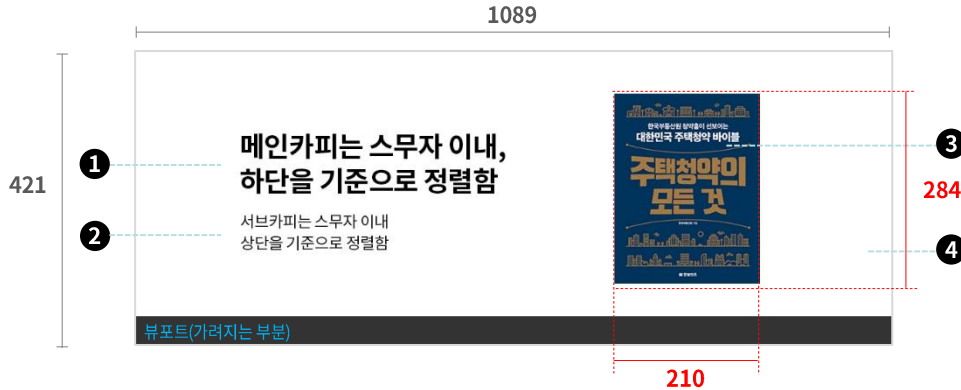 1089
421
1
메인카피는 스무자 이내,
하단을 기준으로 정렬함
2
서브카피는 스무자 이내
상단을 기준으로 정렬함
한국부동산원 청약홈이 선보이는
대한민국 주택청약 바이블
주택청약의
모든 것
3
284
4
뷰포트(가려지는 부분)
210